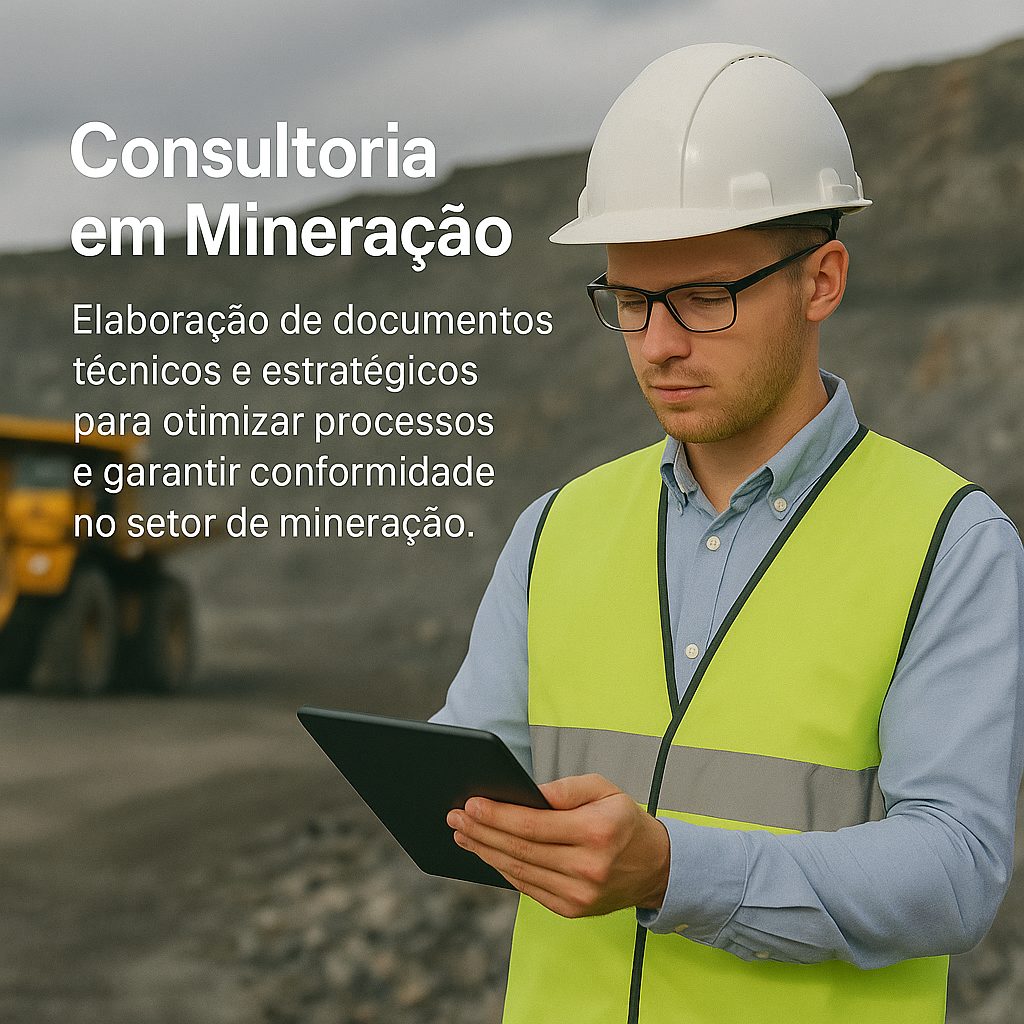 Consultoria
em Mineração
Elaboração de documentos
técnicos e estratégicos
para otimizar processos
e garantir conformidade
no setor de mineração.